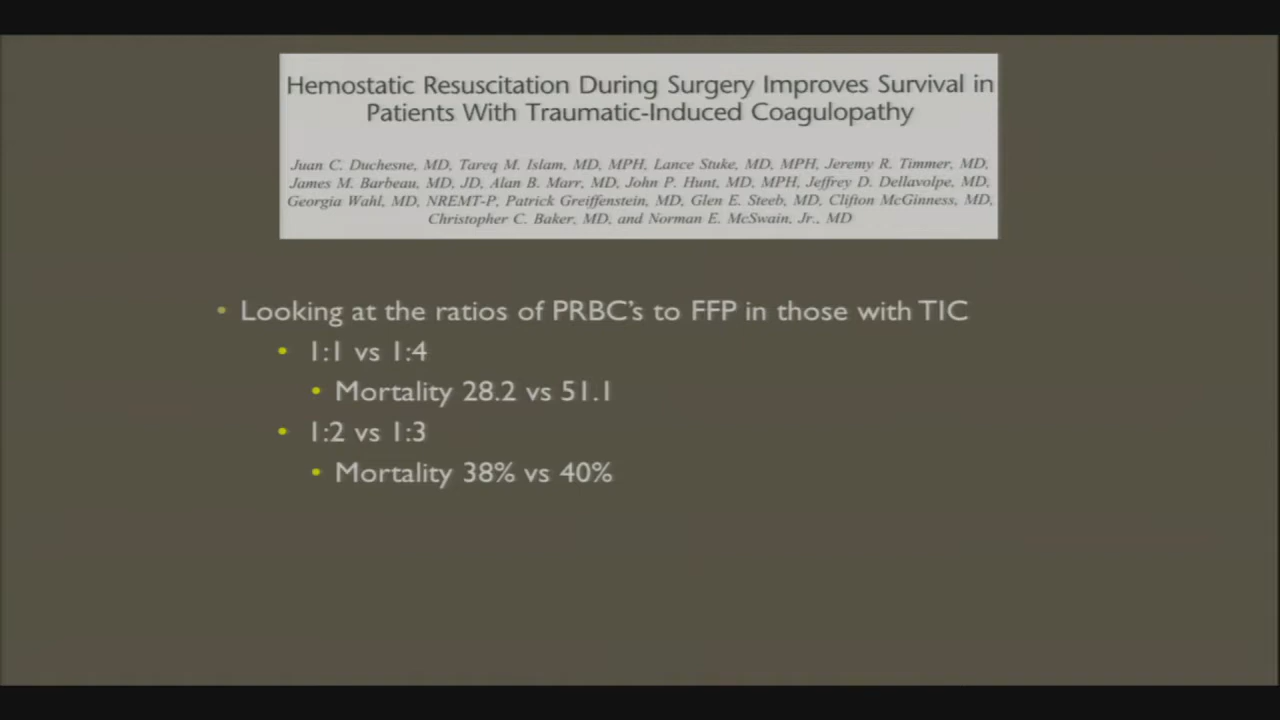 Hemostatic Resuscitation During Surgery Improves Survival in
Patients With Traumatic-Induced Coagulopathy
Juan C. Duchesne, MD, Tareq M. Islam, MD, MPH, Lance Stuke, MD, MPH, Jeremy R. Timmer, MD,
James M. Barbeau, MD, JD, Alan B. Marr, MD, John P. Hunt, MD, MPH, Jeffrey D. Dellavolpe, MD,
Georgia Wahl, MD, NREMT-P, Patrick Greiffenstein, MD, Glen E. Steeb, MD, Clifton McGinness, MD,
Christopher C. Baker, MD, and Norman E. McSwain, Jr., MD
• Looking at the ratios of PRBC's to FFP in those with TIC
• 1:1 vs 1:4
• Mortality 28.2 vs 51.1
• 1:2 vs 1:3
• Mortality 38% vs 40%